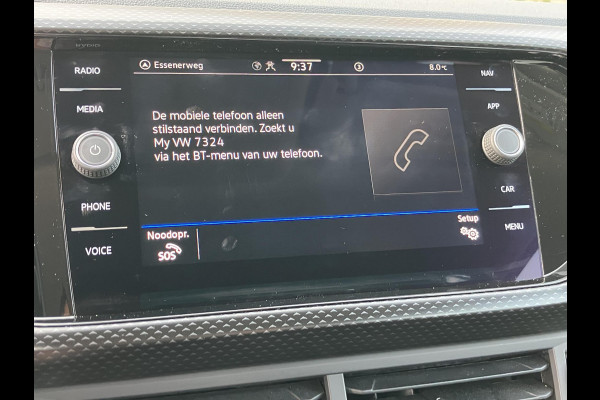 RADIO
MEDIA
PHONE
VOICE
Essenerweg
9:37
3
8.0°C
De mobiele telefoon alleen
stilstaand verbinden. Zoekt u
My VW 7324
via het BT-menu van uw telefoon.
Noodopr.
SOS
Setup
NAV
APP
CAR
MENU